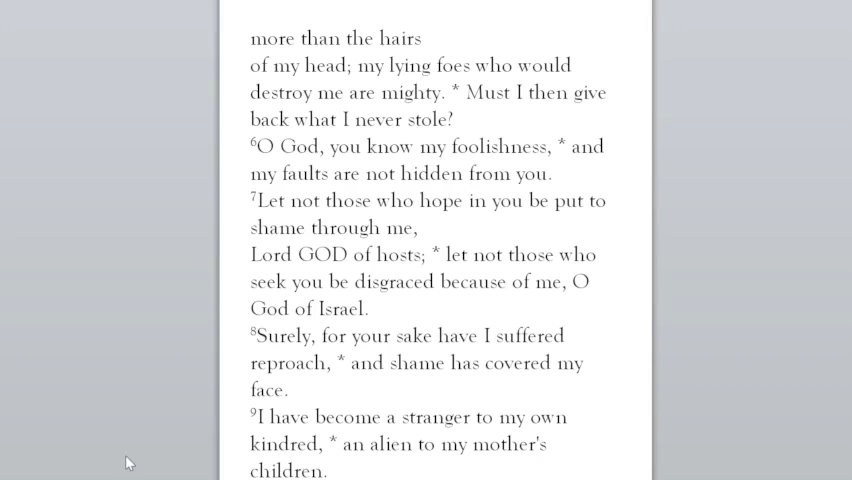 more than the hairs
of my head; my lying foes who would
destroy me are mighty. * Must I then give
back what I never stole?
⁶O God, you know my foolishness, * and
my faults are not hidden from you.
⁷Let not those who hope in you be put to
shame through me,
Lord GOD of hosts; * let not those who
seek you be disgraced because of me, O
God of Israel.
⁸Surely, for your sake have I suffered
reproach, * and shame has covered my
face.
⁹I have become a stranger to my own
kindred, * an alien to my mother's
children.